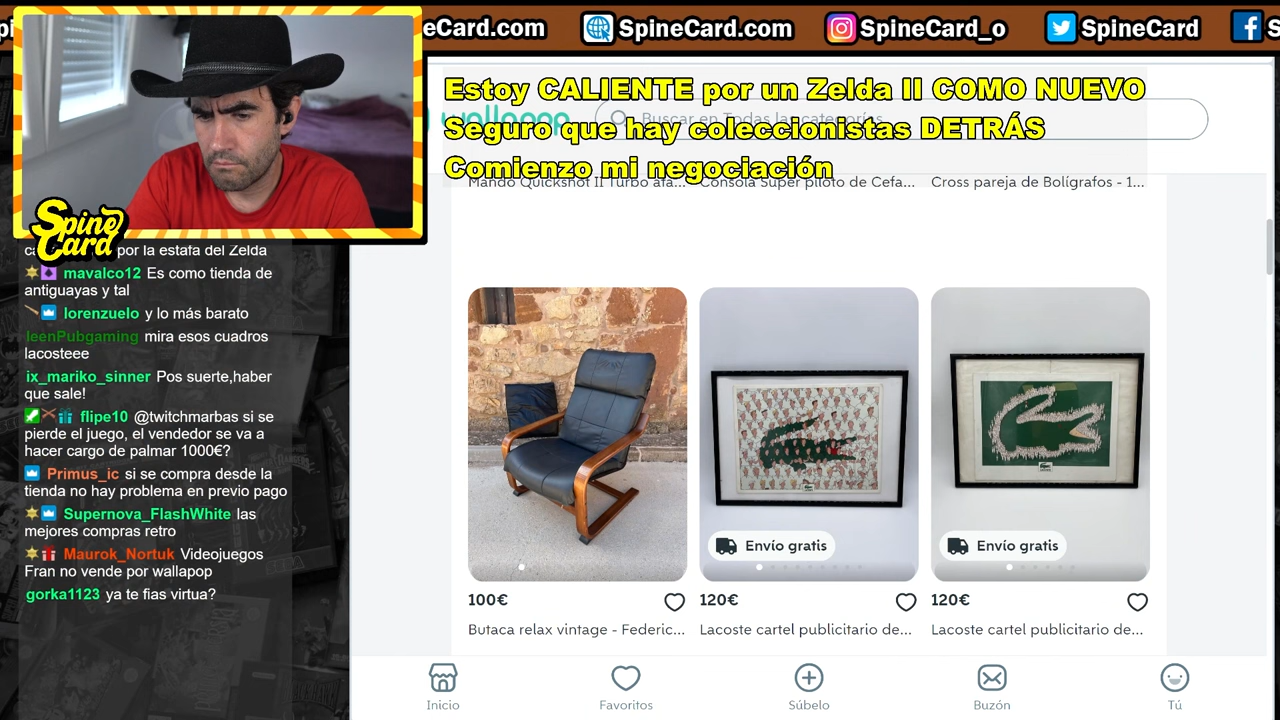 eCard.com
SpineCard.com
SpineCard_o
SpineCard
S
Estoy CALIENTE por un Zelda II COMO NUEVO
Seguro que hay coleccionistas DETRÁS
Comienzo mi negociación
wallapop
Buscar en Todas la categorías
Mando Quickshot II Turbo ata...
Consola Super piloto de Cefa...
Cross pareja de Bolígrafos - 1...
Spine
Card
por la estafa del Zelda
mavalco12 Es como tienda de
antiguayas y tal
lorenzuelo y lo más barato
leenPubgaming mira esos cuadros
lacosteee
ix_mariko_sinner Pos suerte,haber
que sale!
flipe10 @twitchmarbas si se
pierde el juego, el vendedor se va a
hacer cargo de palmar 1000€?
Primus_ic si se compra desde la
tienda no hay problema en previo pago
Supernova_FlashWhite las
mejores compras retro
Maurok_Nortuk Videojuegos
Fran no vende por wallapop
gorka1123 ya te fias virtua?
Envío gratis
Envío gratis
100€
120€
120€
Butaca relax vintage - Federic...
Lacoste cartel publicitario de...
Lacoste cartel publicitario de...
Inicio
Favoritos
Súbelo
Buzón
Tú